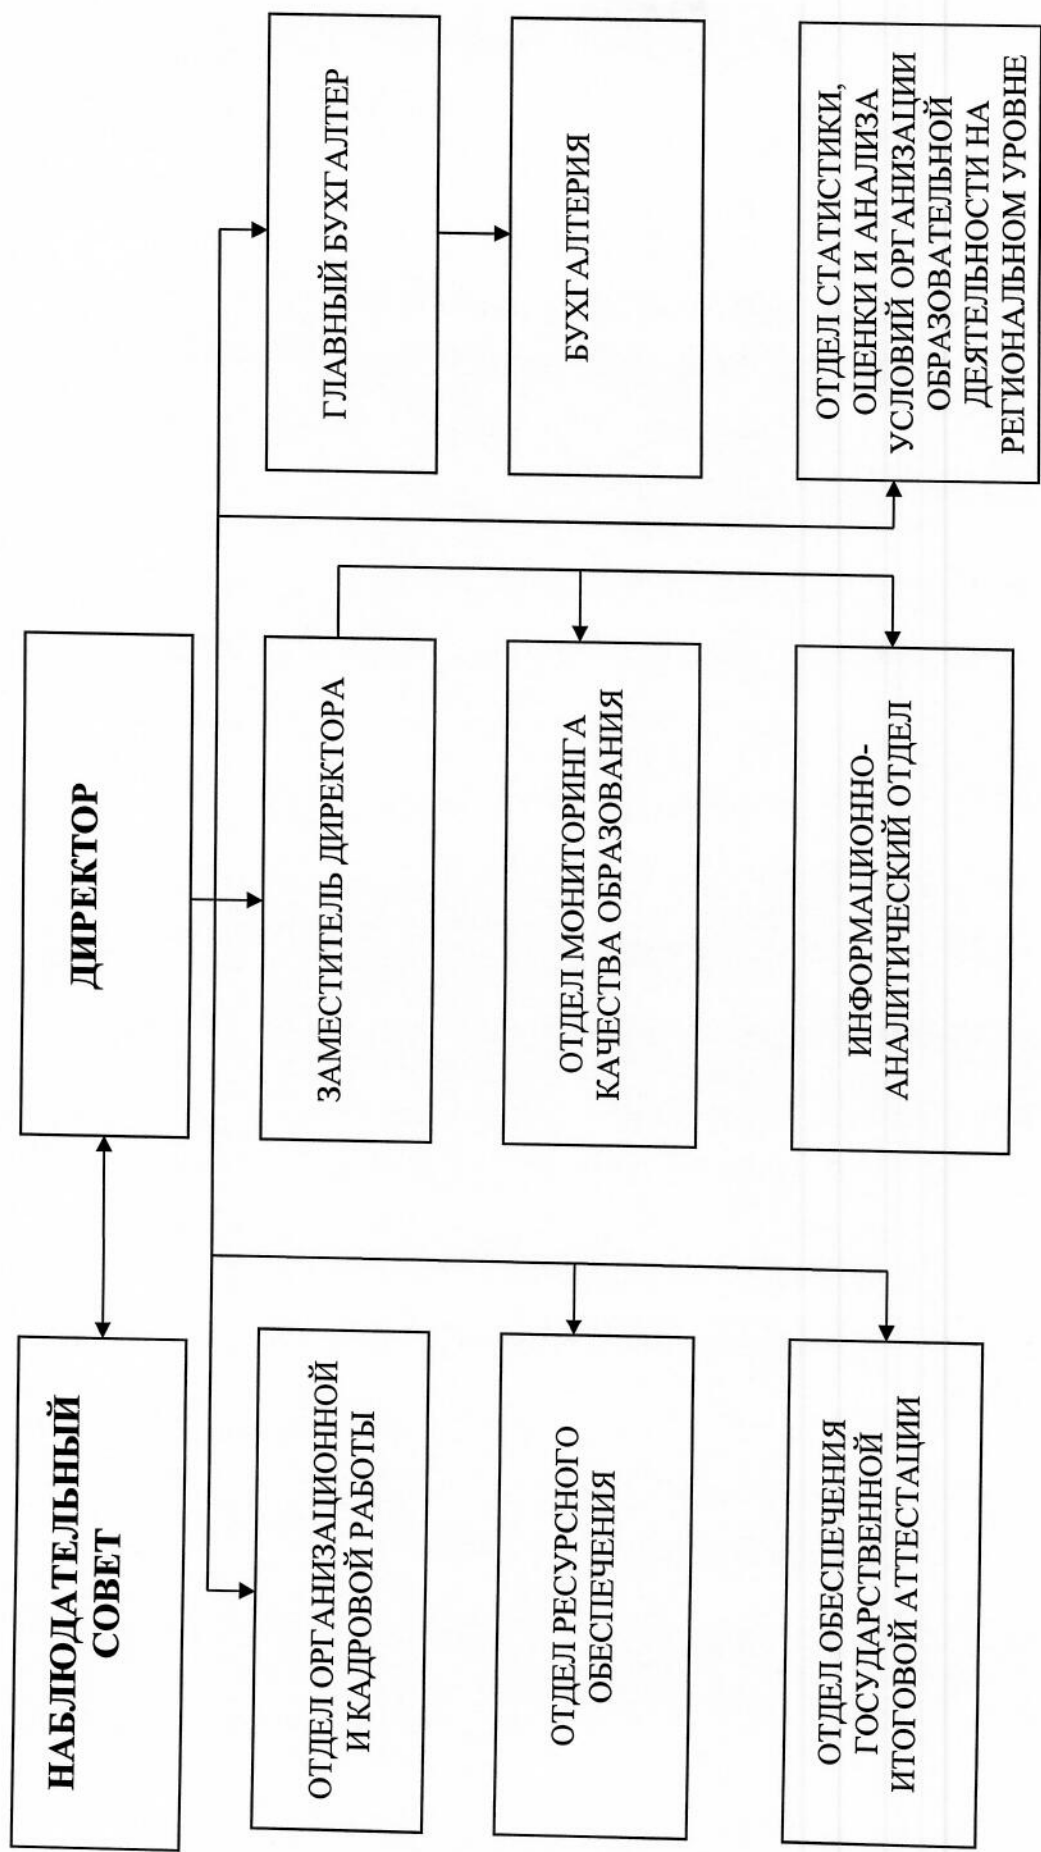 НАБЛЮДАТЕЛЬНЫЙ
СОВЕТ
ДИРЕКТОР
ОТДЕЛ ОРГАНИЗАЦИОННОЙ
И КАДРОВОЙ РАБОТЫ
ЗАМЕСТИТЕЛЬ ДИРЕКТОРА
ГЛАВНЫЙ БУХГАЛТЕР
ОТДЕЛ РЕСУРСНОГО
ОБЕСПЕЧЕНИЯ
ОТДЕЛ МОНИТОРИНГА
КАЧЕСТВА ОБРАЗОВАНИЯ
БУХГАЛТЕРИЯ
ОТДЕЛ ОБЕСПЕЧЕНИЯ
ГОСУДАРСТВЕННОЙ
ИТОГОВОЙ АТТЕСТАЦИИ
ИНФОРМАЦИОННО-
АНАЛИТИЧЕСКИЙ ОТДЕЛ
ОТДЕЛ СТАТИСТИКИ,
ОЦЕНКИ И АНАЛИЗА
УСЛОВИЙ ОРГАНИЗАЦИИ
ОБРАЗОВАТЕЛЬНОЙ
ДЕЯТЕЛЬНОСТИ НА
РЕГИОНАЛЬНОМ УРОВНЕ